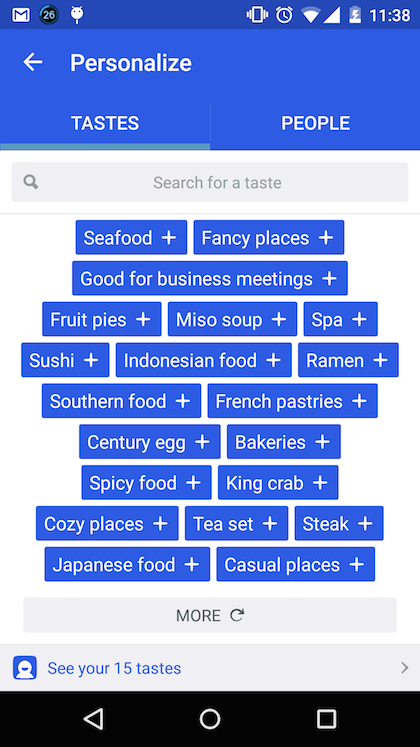 26 11:38
Personalize
TASTES PEOPLE
Search for a taste
Seafood + Fancy places +
Good for business meetings +
Fruit pies + Miso soup + Spa +
Sushi + Indonesian food + Ramen +
Southern food + French pastries +
Century egg + Bakeries +
Spicy food + King crab +
Cozy places + Tea set + Steak +
Japanese food + Casual places +
MORE
See your 15 tastes